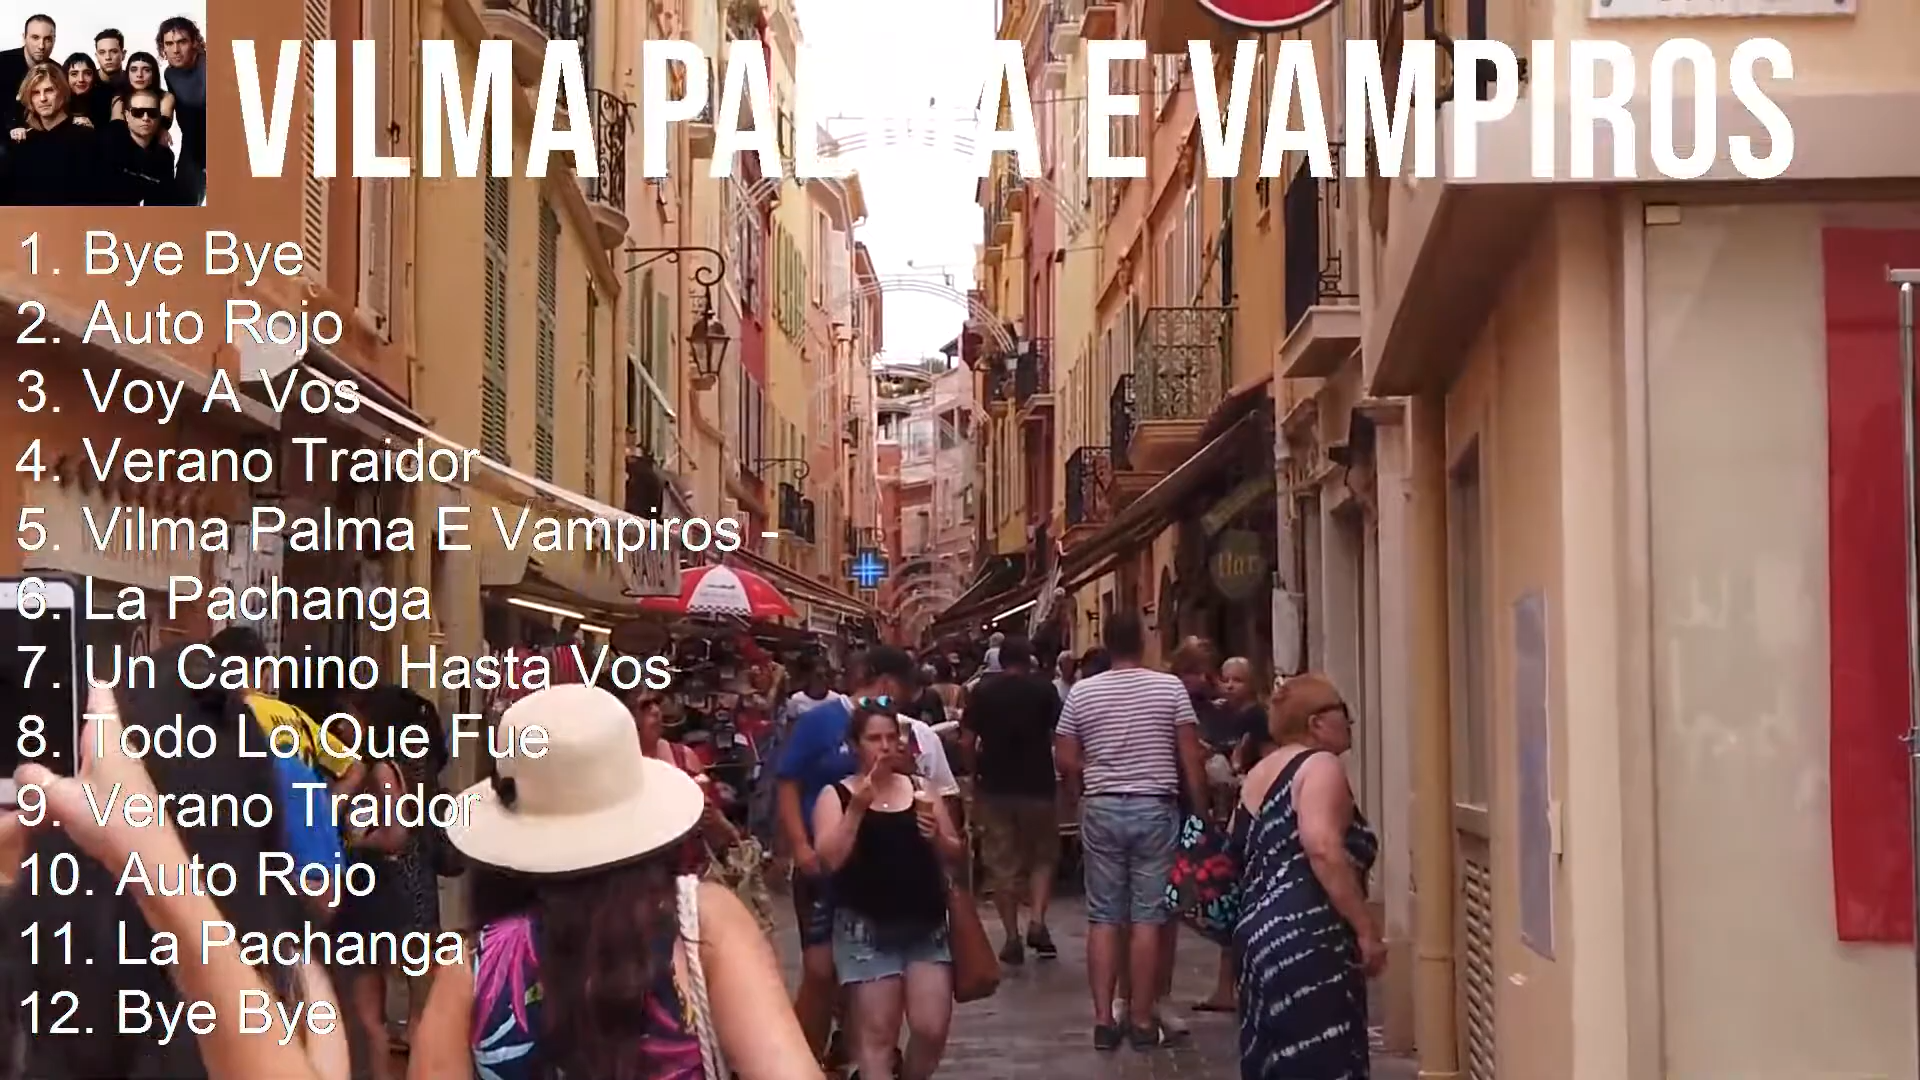 VILMA PALMA E VAMPIROS
1. Bye Bye
2. Auto Rojo
3. Voy A Vos
4. Verano Traidor
5. Vilma Palma E Vampiros -
6. La Pachanga
7. Un Camino Hasta Vos
8. Todo Lo Que Fue
9. Verano Traidor
10. Auto Rojo
11. La Pachanga
12. Bye Bye